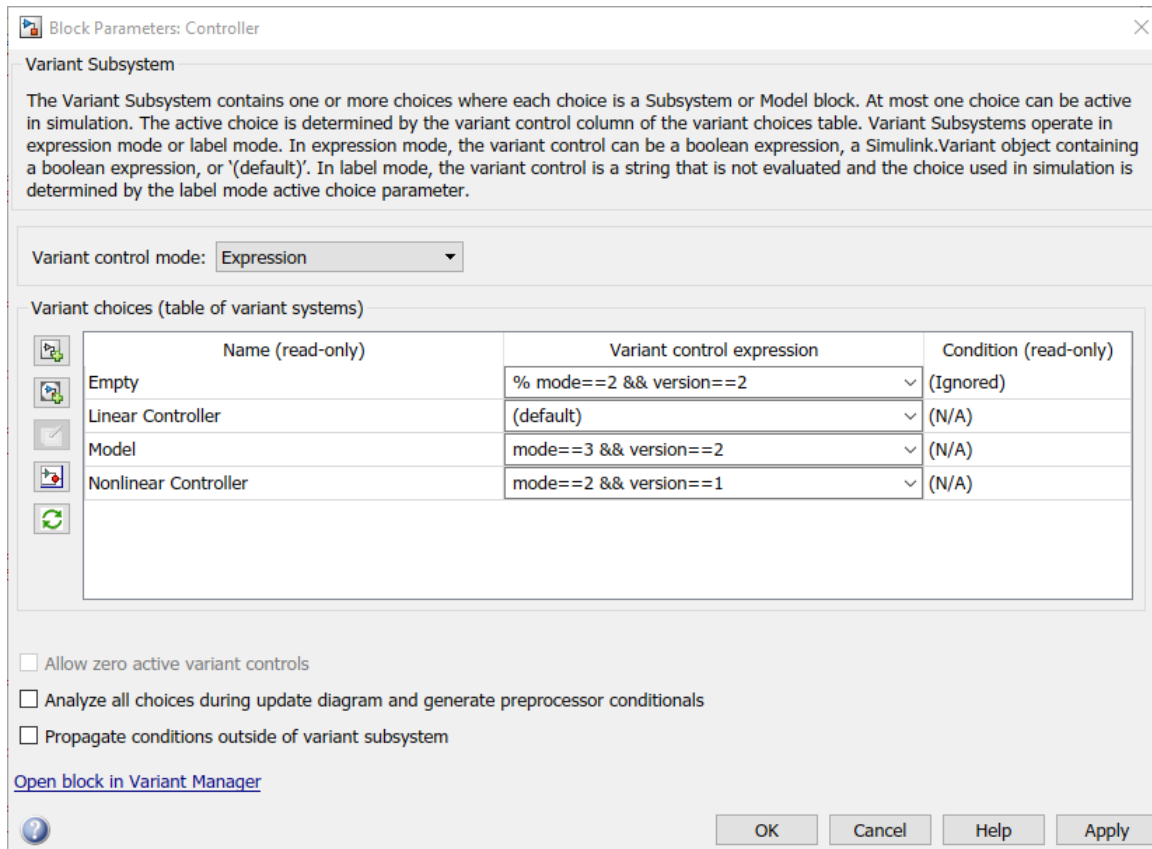 Block Parameters: Controller
Variant Subsystem
The Variant Subsystem contains one or more choices where each choice is a Subsystem or Model block. At most one choice can be active
in simulation. The active choice is determined by the variant control column of the variant choices table. Variant Subsystems operate in
expression mode or label mode. In expression mode, the variant control can be a boolean expression, a Simulink.Variant object containing
a boolean expression, or ‘(default)’. In label mode, the variant control is a string that is not evaluated and the choice used in simulation is
determined by the label mode active choice parameter.
Variant control mode: Expression
Variant choices (table of variant systems)
Name (read-only) Variant control expression Condition (read-only)
Empty % mode==2 && version==2 (Ignored)
Linear Controller (default) (N/A)
Model mode==3 && version==2 (N/A)
Nonlinear Controller mode==2 && version==1 (N/A)
Allow zero active variant controls
Analyze all choices during update diagram and generate preprocessor conditionals
Propagate conditions outside of variant subsystem
Open block in Variant Manager
? OK Cancel Help Apply